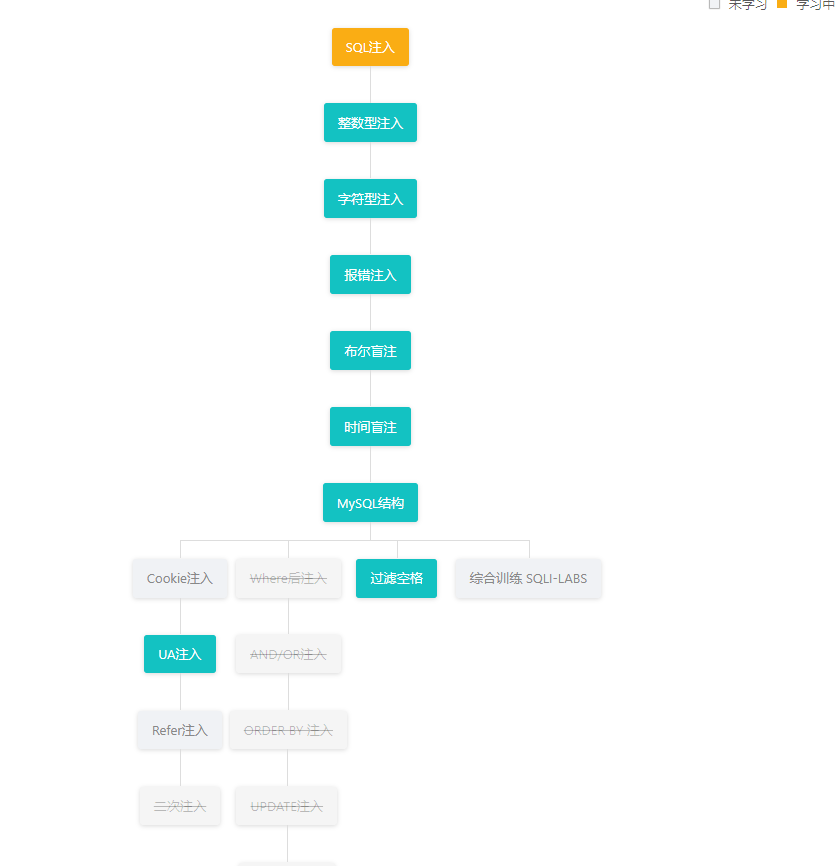 未学习 学习中
SQL注入
整数型注入
字符型注入
报错注入
布尔盲注
时间盲注
MySQL结构
Cookie注入 Where后注入 过滤空格 综合训练 SQLI-LABS
UA注入 AND/OR注入
Refer注入 ORDER BY 注入
二次注入 UPDATE注入